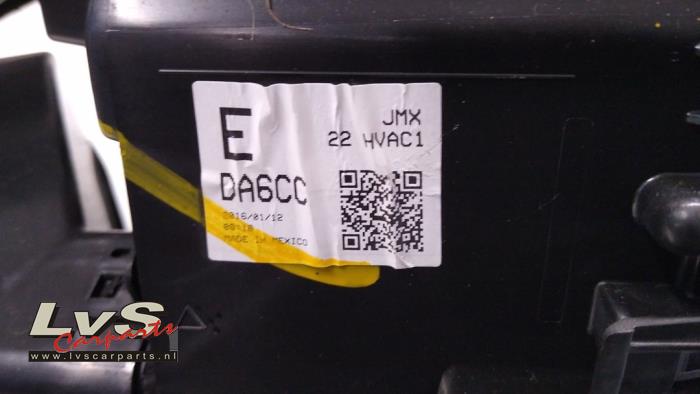 E
JMX
22 HVAC1
DA6CC
2016/01/12
MADE IN MEXICO
LvS
Carparts
www.lvscarparts.nl